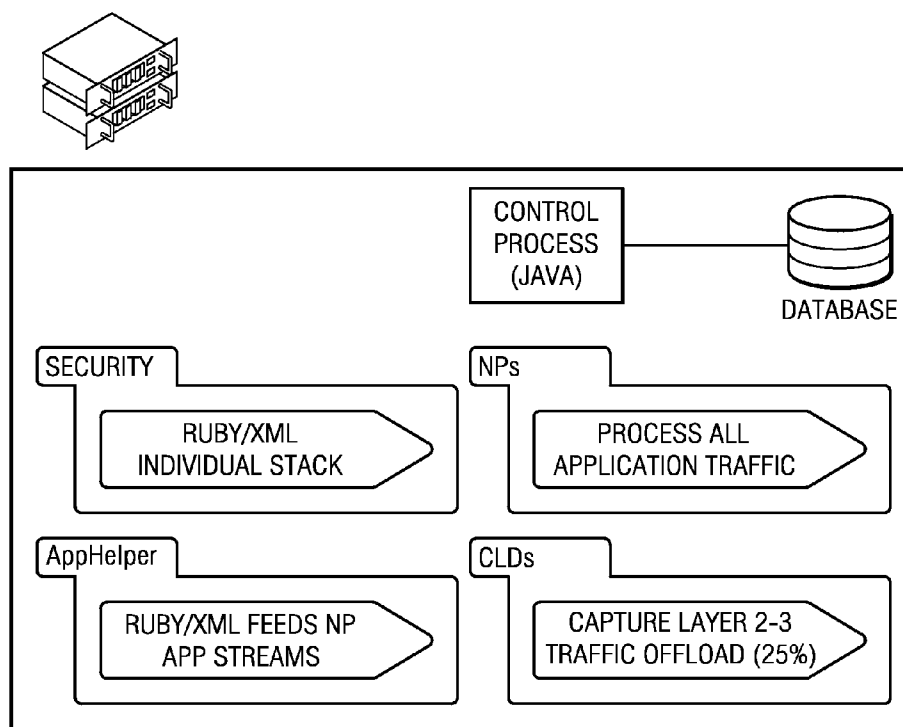 CONTROL
PROCESS
(JAVA)
DATABASE
SECURITY
RUBY/XML
INDIVIDUAL STACK
NPs
PROCESS ALL
APPLICATION TRAFFIC
AppHelper
RUBY/XML FEEDS NP
APP STREAMS
CLDs
CAPTURE LAYER 2-3
TRAFFIC OFFLOAD (25%)